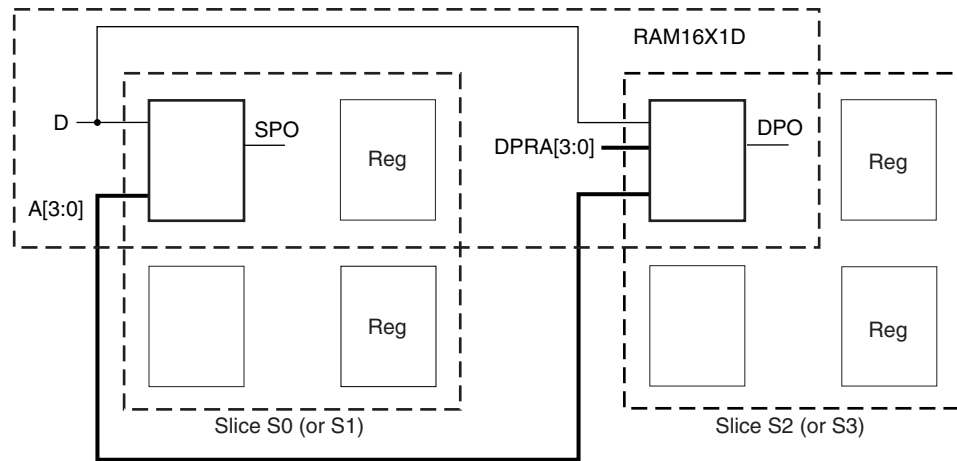 RAM16X1D
D
SPO
DPRA[3:0]
DPO
Reg
Reg
A[3:0]
Reg
Reg
Slice S0 (or S1)
Slice S2 (or S3)